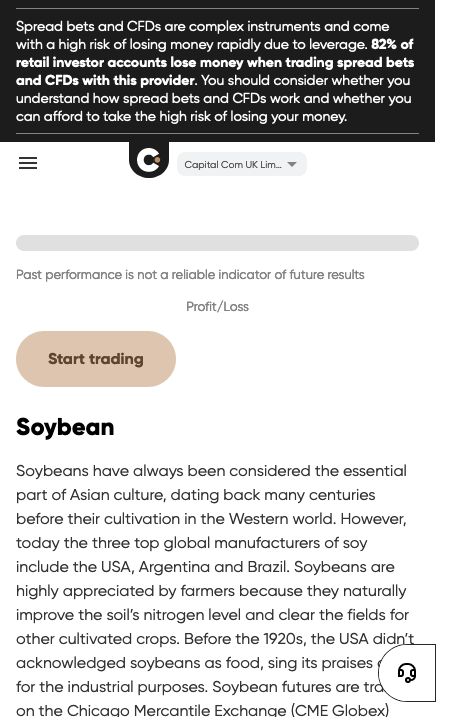 Spread bets and CFDs are complex instruments and come
with a high risk of losing money rapidly due to leverage. 82% of
retail investor accounts lose money when trading spread bets
and CFDs with this provider. You should consider whether you
understand how spread bets and CFDs work and whether you
can afford to take the high risk of losing your money.
Capital Com UK Lim...
Past performance is not a reliable indicator of future results
Profit/Loss
Start trading
Soybean
Soybeans have always been considered the essential
part of Asian culture, dating back many centuries
before their cultivation in the Western world. However,
today the three top global manufacturers of soy
include the USA, Argentina and Brazil. Soybeans are
highly appreciated by farmers because they naturally
improve the soil's nitrogen level and clear the fields for
other cultivated crops. Before the 1920s, the USA didn't
acknowledged soybeans as food, sing its praises
for the industrial purposes. Soybean futures are
on the Chicago Mercantile Exchange (CME Globex)